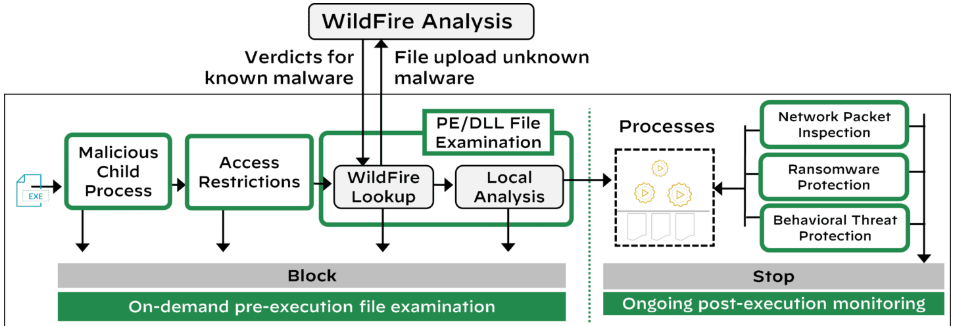 WildFire Analysis
Verdicts for
known malware
File upload unknown
malware
PE/DLL File
Examination
Malicious
Child
Process
Access
Restrictions
WildFire
Lookup
Local
Analysis
EXE
Processes
Network Packet
Inspection
Ransomware
Protection
Behavioral Threat
Protection
Block
On-demand pre-execution file examination
Stop
Ongoing post-execution monitoring